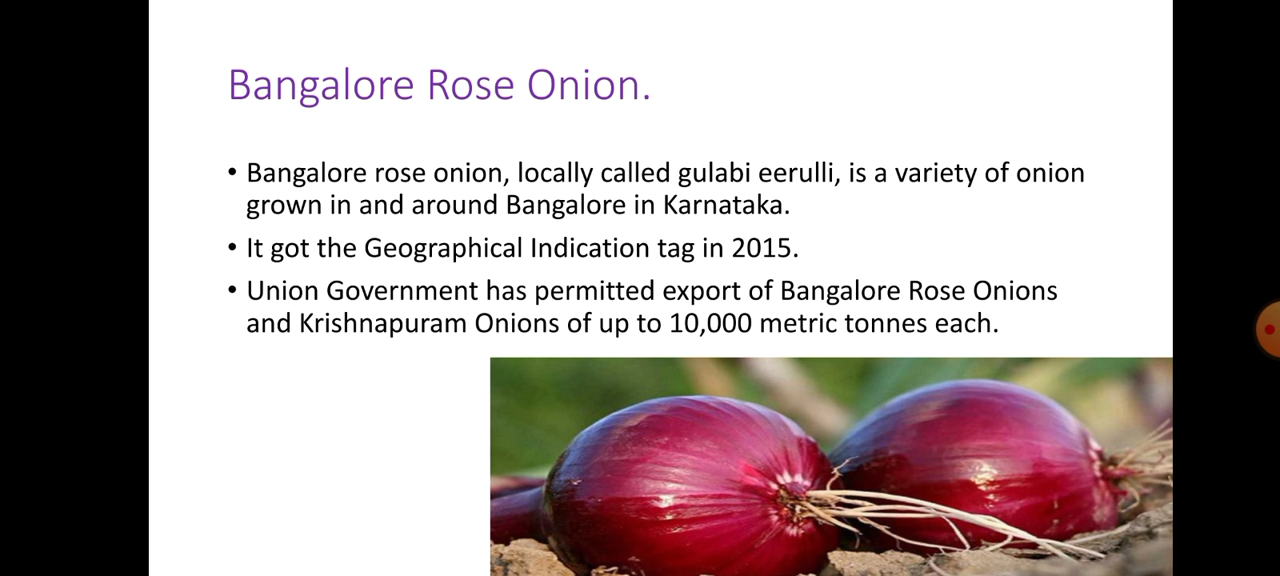 Bangalore Rose Onion.
• Bangalore rose onion, locally called gulabi eerulli, is a variety of onion
grown in and around Bangalore in Karnataka.
• It got the Geographical Indication tag in 2015.
• Union Government has permitted export of Bangalore Rose Onions
and Krishnapuram Onions of up to 10,000 metric tonnes each.